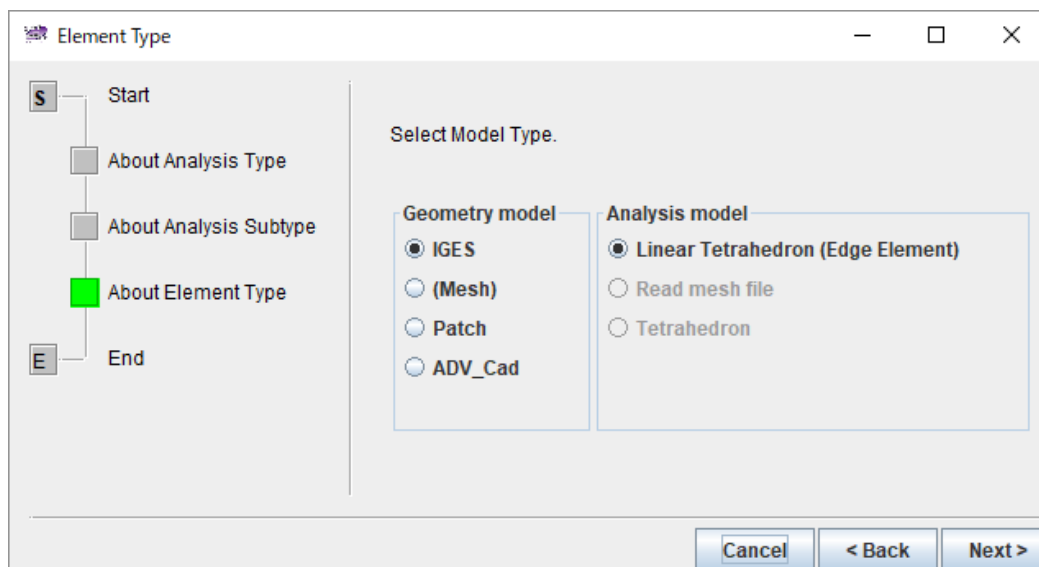 Element Type
S Start
About Analysis Type
About Analysis Subtype
About Element Type
E End
Select Model Type.
Geometry model
IGES
(Mesh)
Patch
ADV_Cad
Analysis model
Linear Tetrahedron (Edge Element)
Read mesh file
Tetrahedron
Cancel < Back Next >